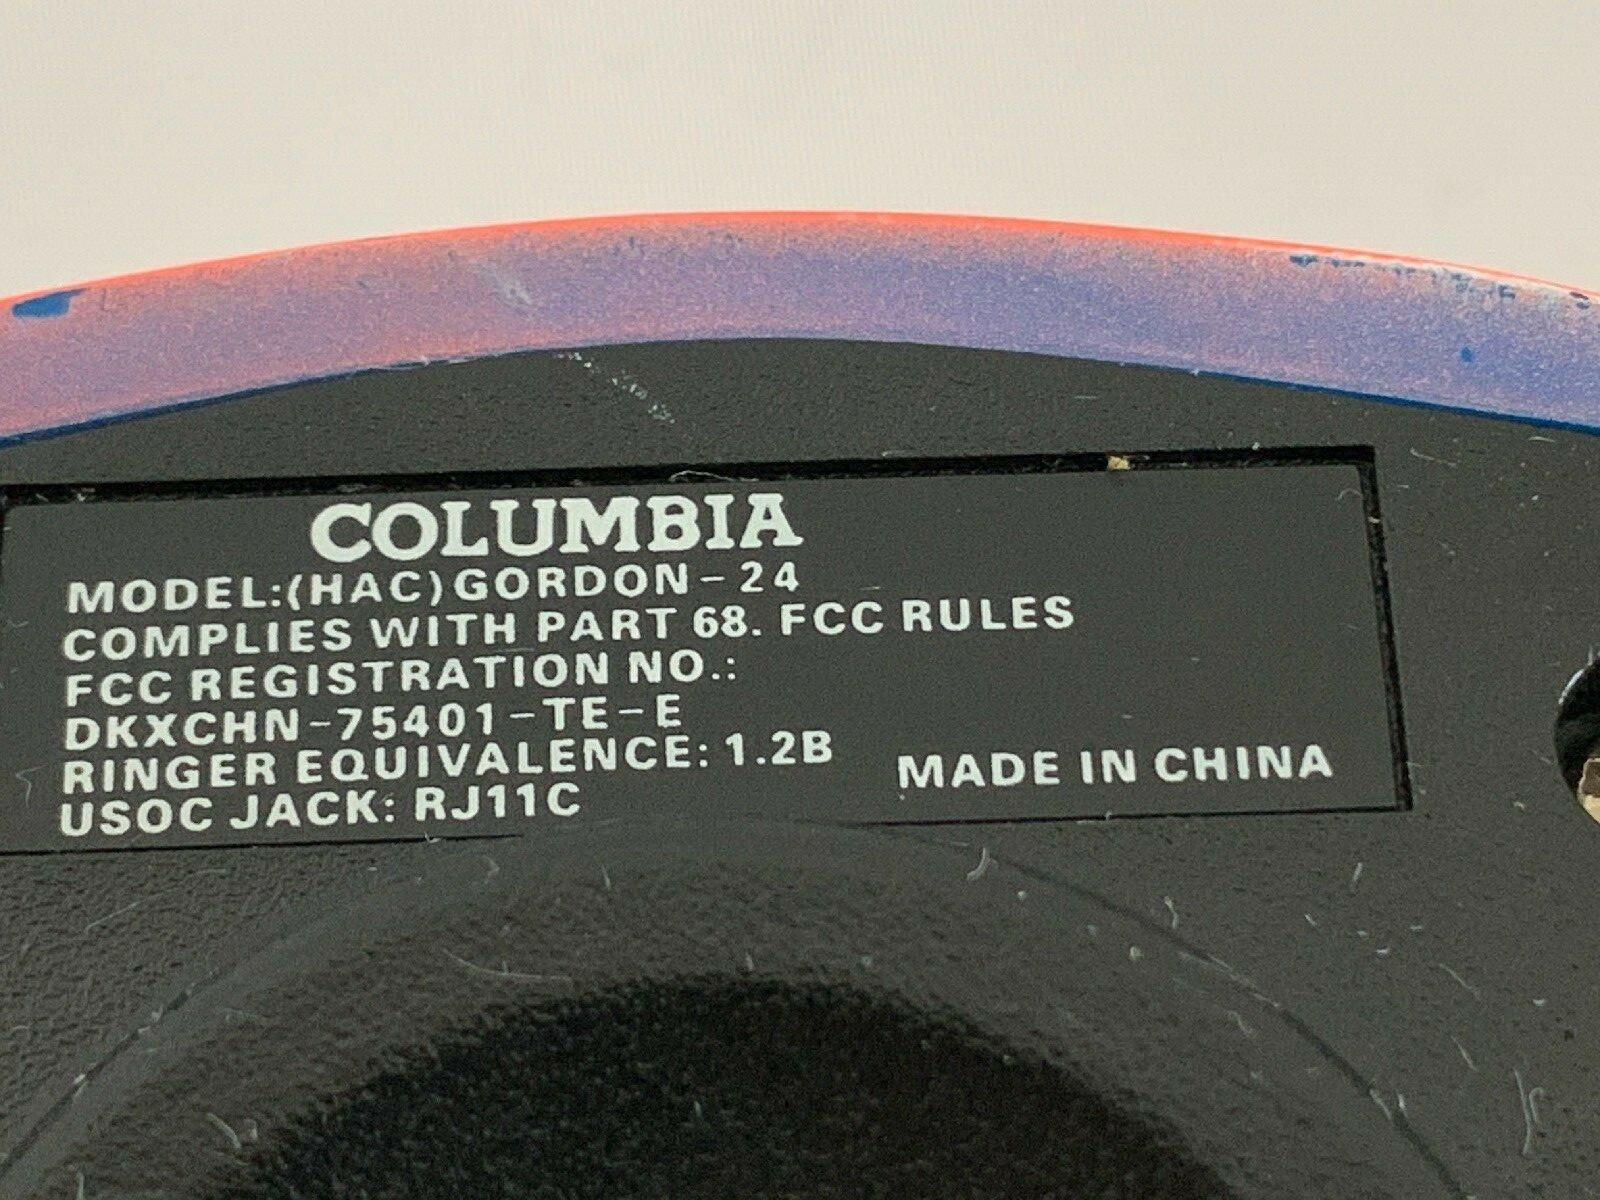 COLUMBIA
MODEL:(HAC)GORDON-24
COMPLIES WITH PART 68. FCC RULES
FCC REGISTRATION NO.:
DKXCHN-75401-TE-E
RINGER EQUIVALENCE: 1.2B
USOC JACK: RJ11C
MADE IN CHINA